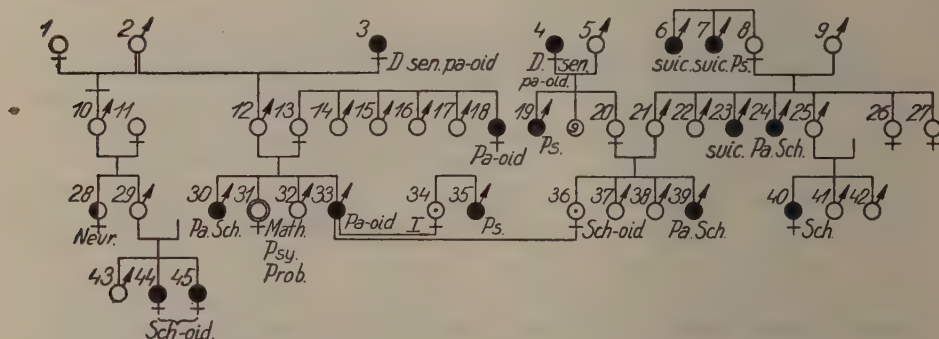 1 2 3 4 5 6 7 8 9
D sen. pa-oid D. sen. suic. suic. Ps.
pa-oid.
10 11 12 13 14 15 16 17 18 19 20 21 22 23 24 25 26 27
Pa-oid Ps. suic. Pa. Sch.
28 29 30 31 32 33 34 35 36 37 38 39 40 41 42
Neur. Pa. Sch. Math. Pa-oid I Ps. Sch-oid Pa. Sch. Sch.
Psy.
Prob.
43 44 45
Sch-oid.